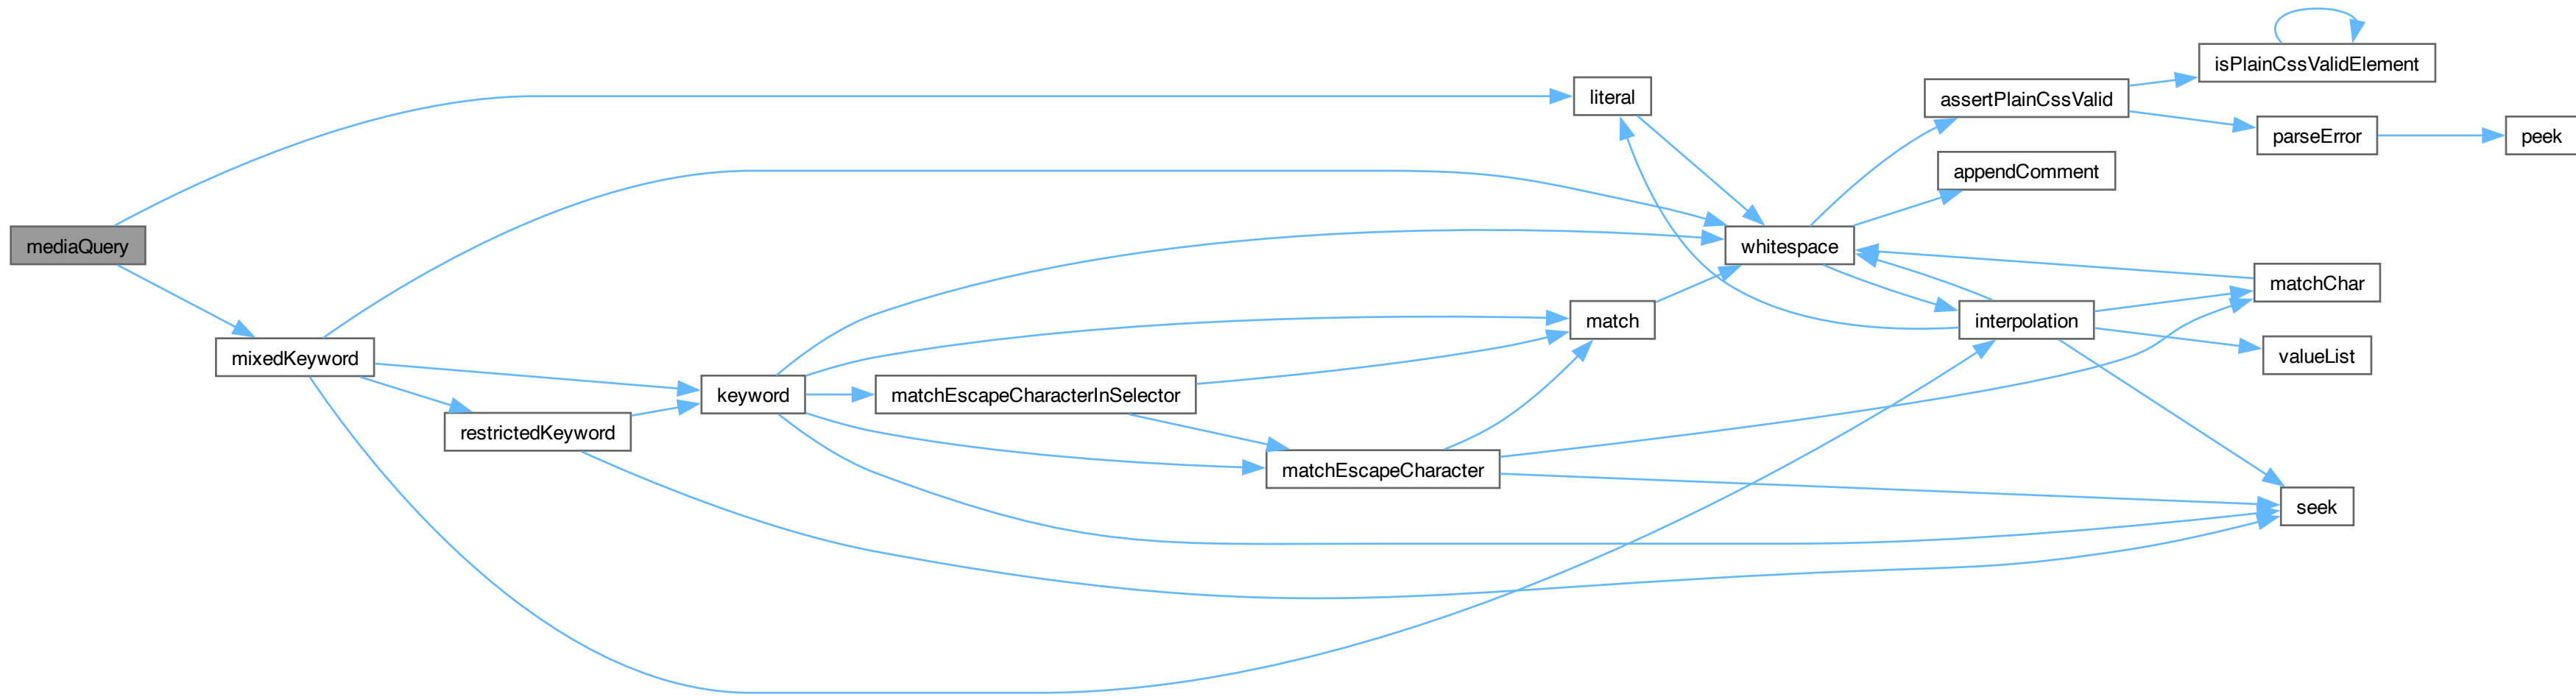 mediaQuery
mixedKeyword
restrictedKeyword
keyword
matchEscapeCharacterInSelector
matchEscapeCharacter
literal
match
whitespace
assertPlainCssValid
appendComment
interpolation
isPlainCssValidElement
parseError
matchChar
valueList
seek
peek